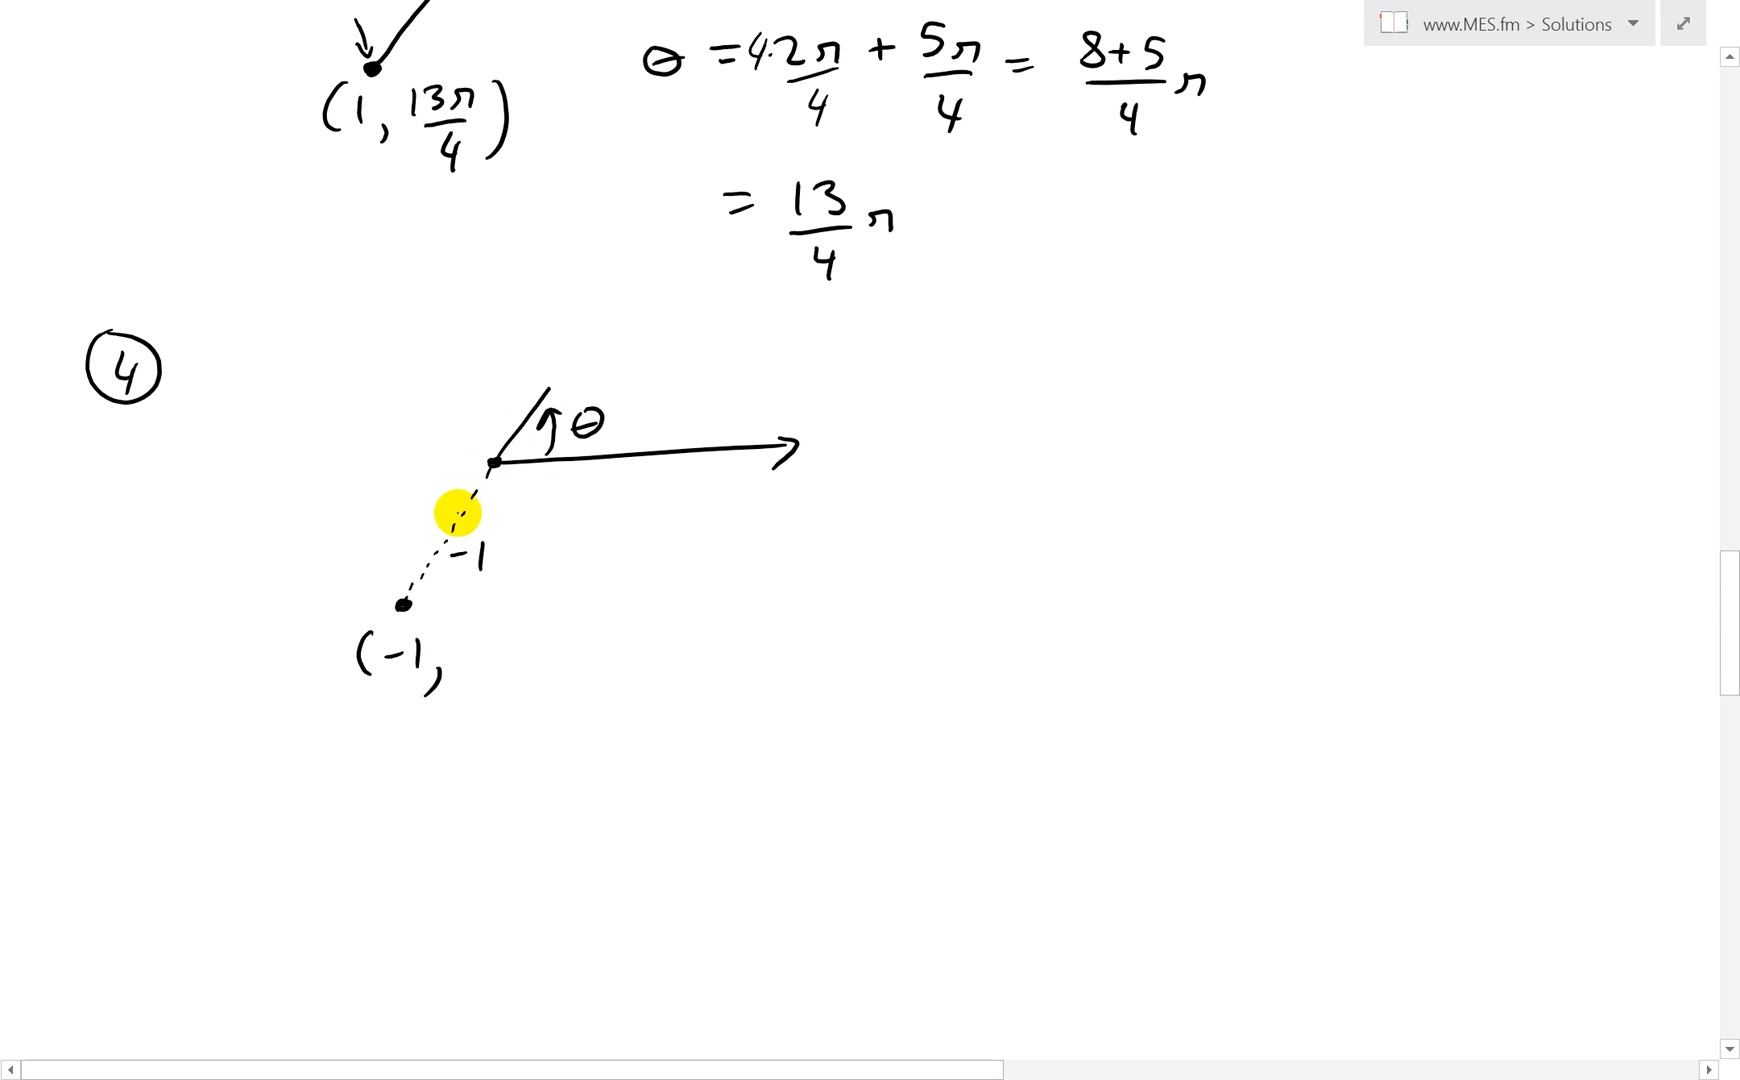 www.MES.fm > Solutions
θ = 4·2π/4 + 5π/4 = 8+5/4 π
(1, 13π/4)
= 13/4 π
4
θ
-1
(-1,